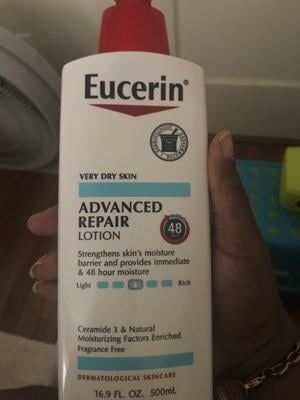 Eucerin®
VERY DRY SKIN
ADVANCED
REPAIR
LOTION
48
Strengthens skin's moisture
barrier and provides immediate
& 48 hour moisture
Light
Rich
Ceramide 3 & Natural
Moisturizing Factors Enriched
Fragrance Free
DERMATOLOGICAL SKINCARE
16.9 FL. OZ. 500mL